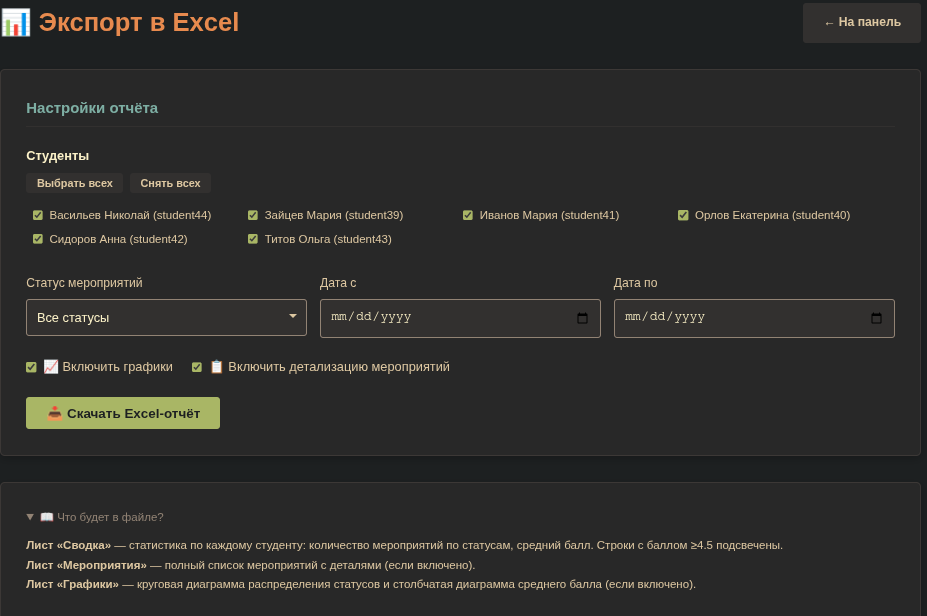 Экспорт в Excel
← На панель
Настройки отчёта
Студенты
Выбрать всех Снять всех
Васильев Николай (student44) Зайцев Мария (student39) Иванов Мария (student41) Орлов Екатерина (student40)
Сидоров Анна (student42) Титов Ольга (student43)
Статус мероприятий Дата с Дата по
Все статусы mm/dd/yyyy mm/dd/yyyy
Включить графики Включить детализацию мероприятий
Скачать Excel-отчёт
Что будет в файле?
Лист «Сводка» — статистика по каждому студенту: количество мероприятий по статусам, средний балл. Строки с баллом ≥4.5 подсвечены.
Лист «Мероприятия» — полный список мероприятий с деталями (если включено).
Лист «Графики» — круговая диаграмма распределения статусов и столбчатая диаграмма среднего балла (если включено).